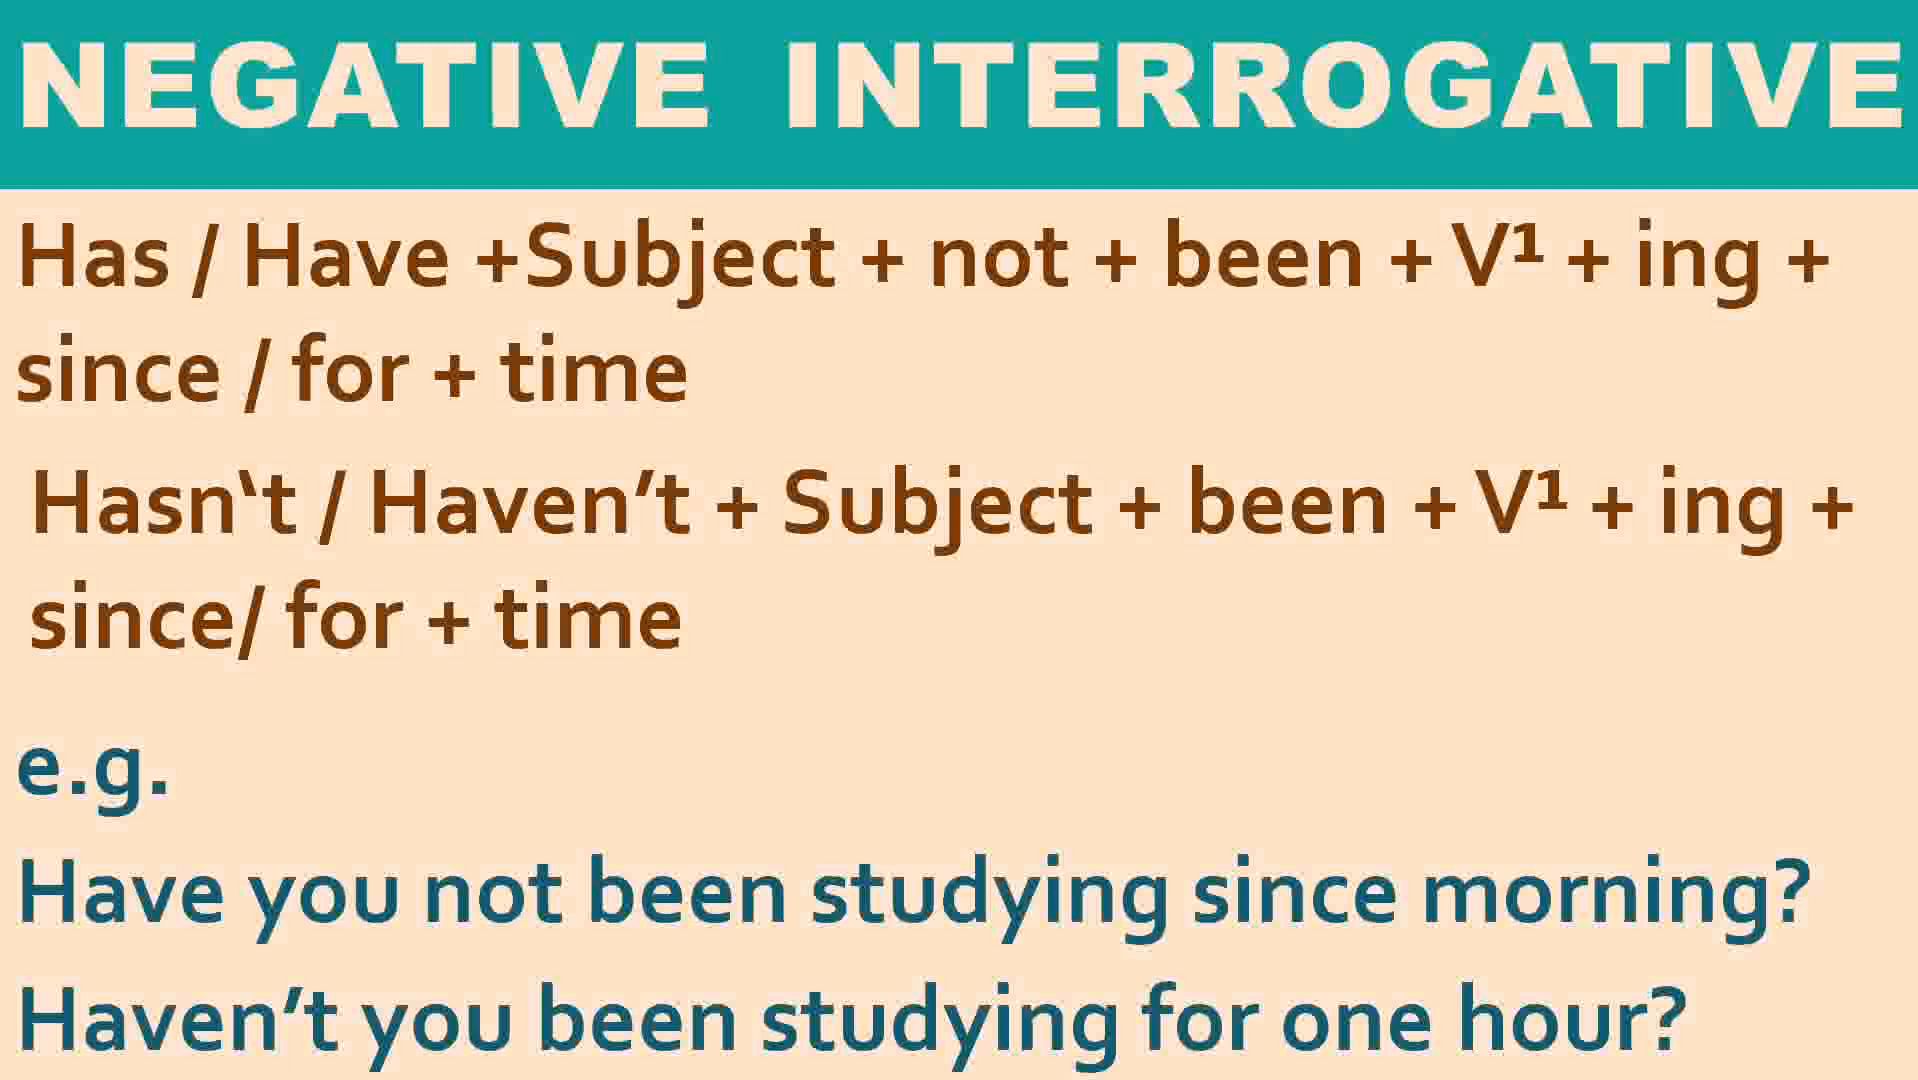 NEGATIVE INTERROGATIVE
Has / Have +Subject + not + been + V¹ + ing +
since / for + time
Hasn‘t / Haven’t + Subject + been + V¹ + ing +
since/ for + time
e.g.
Have you not been studying since morning?
Haven’t you been studying for one hour?